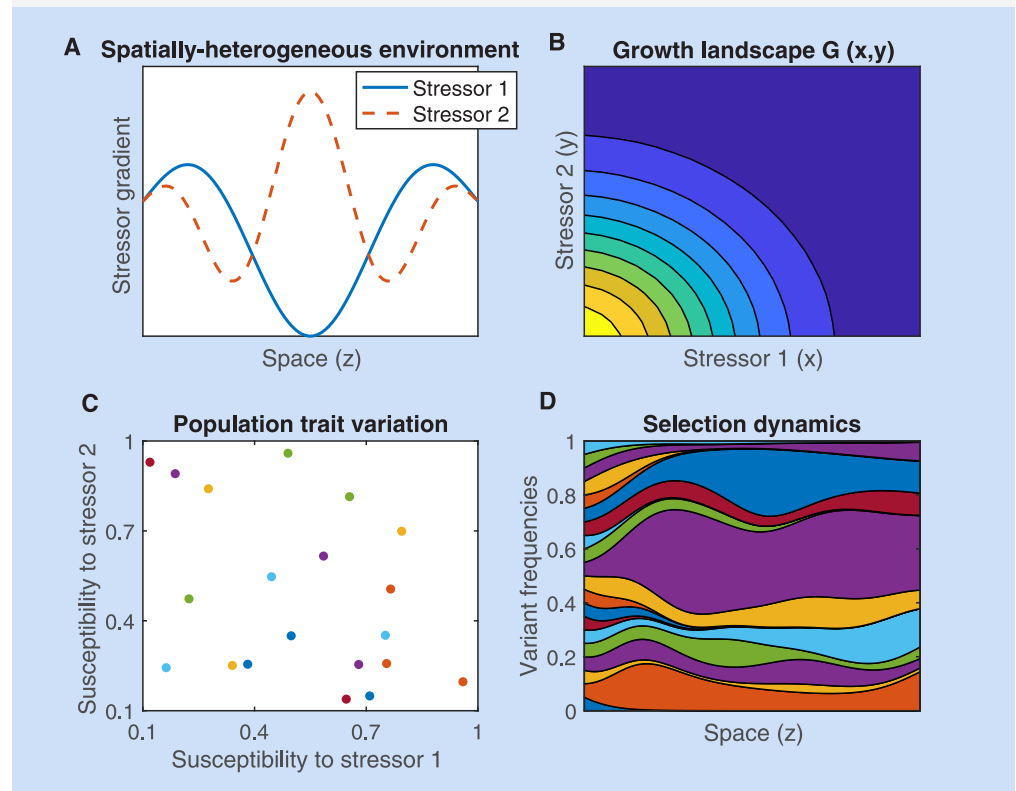 A
Spatially-heterogeneous environment
Stressor 1
Stressor 2
Stressor gradient
Space (z)
B
Growth landscape G (x,y)
Stressor 2 (y)
Stressor 1 (x)
C
Population trait variation
1
0.7
0.4
0.1
Susceptibility to stressor 2
0.1 0.4 0.7 1
Susceptibility to stressor 1
D
Selection dynamics
1
0.8
0.6
0.4
0.2
0
Variant frequencies
Space (z)